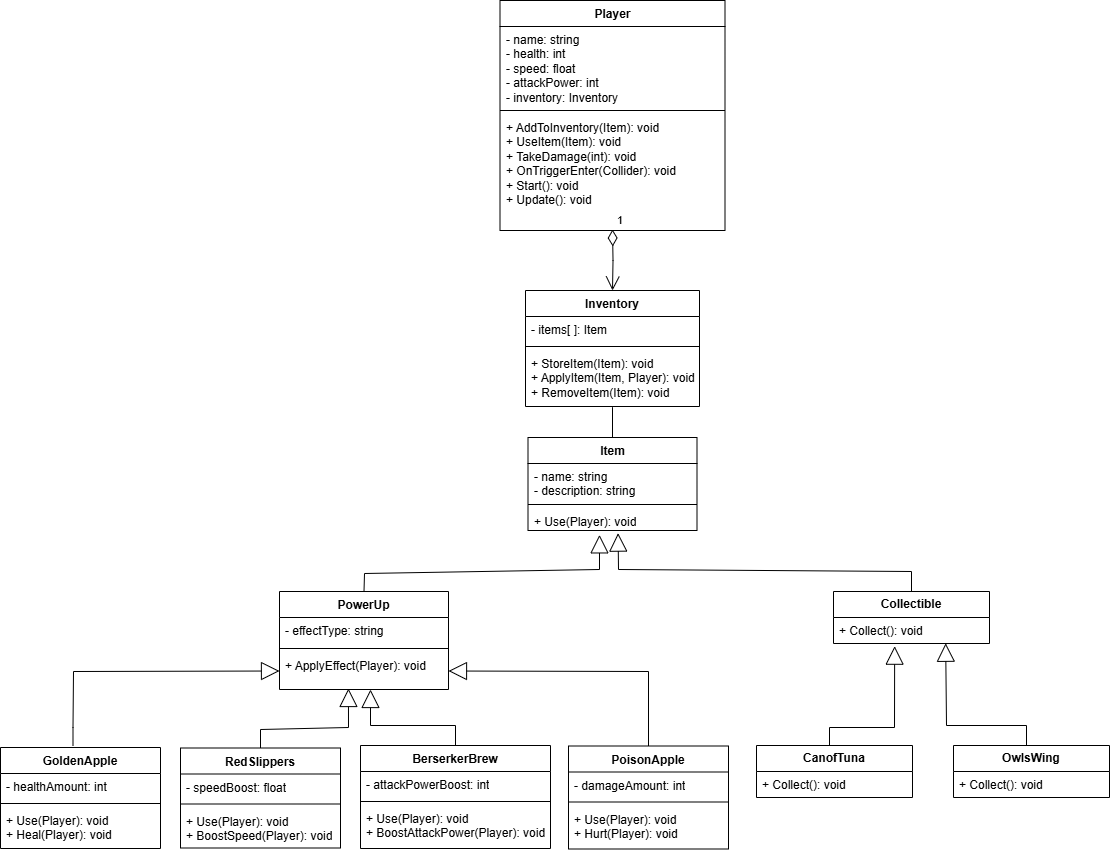 Player
- name: string
- health: int
- speed: float
- attackPower: int
- inventory: Inventory
+ AddToInventory(Item): void
+ UseItem(Item): void
+ TakeDamage(int): void
+ OnTriggerEnter(Collider): void
+ Start(): void
+ Update(): void
1
Inventory
- items[ ]: Item
+ StoreItem(Item): void
+ ApplyItem(Item, Player): void
+ RemoveItem(Item): void
Item
- name: string
- description: string
+ Use(Player): void
PowerUp
- effectType: string
+ ApplyEffect(Player): void
Collectible
+ Collect(): void
GoldenApple
- healthAmount: int
+ Use(Player): void
+ Heal(Player): void
RedSlippers
- speedBoost: float
+ Use(Player): void
+ BoostSpeed(Player): void
BerserkerBrew
- attackPowerBoost: int
+ Use(Player): void
+ BoostAttackPower(Player): void
PoisonApple
- damageAmount: int
+ Use(Player): void
+ Hurt(Player): void
CanofTuna
+ Collect(): void
OwlsWing
+ Collect(): void